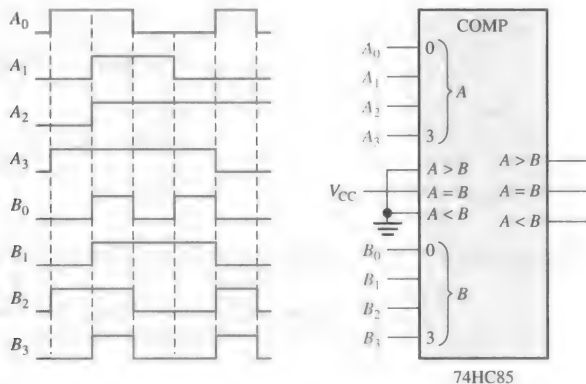 A₀
A₁
A₂
A₃
B₀
B₁
B₂
B₃
COMP
A₀ 0
A₁
A₂ A
A₃ 3
A > B A > B
V_CC A = B A = B
A < B A < B
B₀ 0
B₁
B₂ B
B₃ 3
74HC85